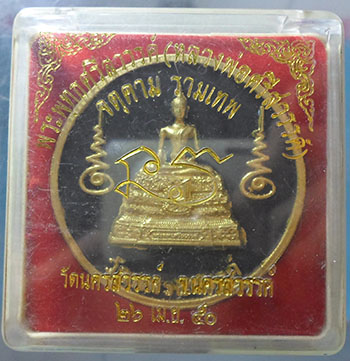 พระพุทธศรีสวรรค์ (หลวงพ่อศรีสวรรค์)
จตุคาม รามเทพ
วัดนครสวรรค์ จ.นครสวรรค์
๒๖ เม.ย. ๕๐